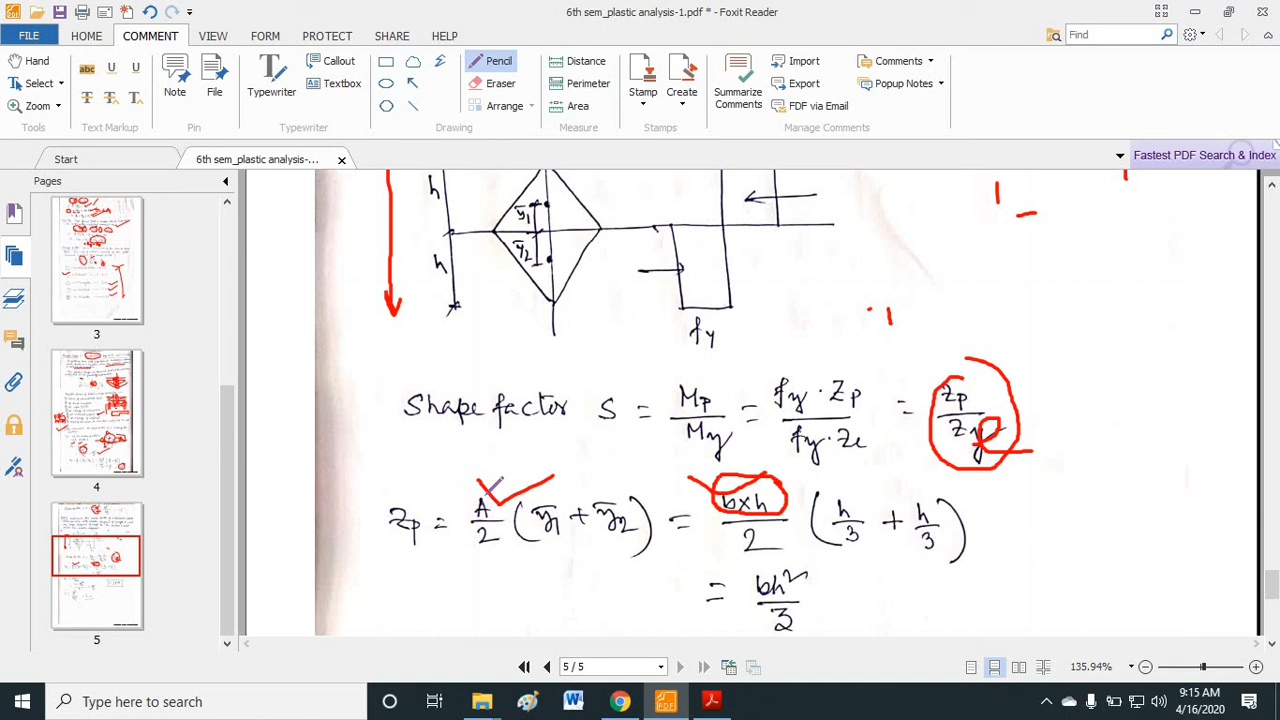 6th sem_plastic analysis-1.pdf * - Foxit Reader
FILE HOME COMMENT VIEW FORM PROTECT SHARE HELP Find
Hand Select Zoom Tools
abc U U T T T Text Markup
Note File Pin
Typewriter Callout Textbox Typewriter
Pencil Eraser Arrange Drawing
Distance Perimeter Area Measure
Stamp Create Stamps
Summarize Comments Import Export FDF via Email Comments Popup Notes Manage Comments
Start 6th sem_plastic analysis-... Fastest PDF Search & Index
Pages
3
4
5
h
h
ȳ1
ȳ2
fy
Shape factor S = Mp/My = fy · Zp / fy · Ze = Zp/Zy e
Zp = A/2 (ȳ1 + ȳ2) = b×h/2 (h/3 + h/3)
= bh²/3
5 / 5 135.94%
Type here to search
9:15 AM
4/16/2020